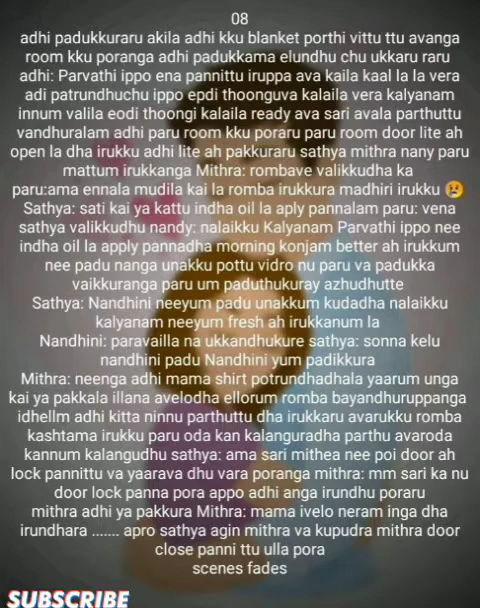 08
adhi padukkuraru akila adhi kku blanket porthi vittu ttu avanga
room kku poranga adhi padukkama elundhu chu ukkaru raru
adhi: Parvathi ippo ena pannittu iruppa ava kaila kaal la la vera
adi patrundhuchu ippo epdi thoonguva kalaila vera kalyanam
innum valila eodi thoongi kalaila ready ava sari avala parthuttu
vandhuralam adhi paru room kku poraru paru room door lite ah
open la dha irukku adhi lite ah pakkuraru sathya mithra nany paru
mattum irukkanga Mithra: rombave valikkudha ka
paru:ama ennala mudila kai la romba irukkura madhiri irukku 😢
Sathya: sati kai ya kattu indha oil la aply pannalam paru: vena
sathya valikkudhu nandy: nalaikku Kalyanam Parvathi ippo nee
indha oil la apply pannadha morning konjam better ah irukkum
nee padu nanga unakku pottu vidro nu paru va padukka
vaikkuranga paru um paduthukuray azhudhutte
Sathya: Nandhini neeyum padu unakkum kudadha nalaikku
kalyanam neeyum fresh ah irukkanum la
Nandhini: paravailla na ukkandhukure sathya: sonna kelu
nandhini padu Nandhini yum padikkura
Mithra: neenga adhi mama shirt potrundhadhala yaarum unga
kai ya pakkala illana avelodha ellorum romba bayandhuruppanga
idhellm adhi kitta ninnu parthuttu dha irukkaru avarukku romba
kashtama irukku paru oda kan kalanguradha parthu avaroda
kannum kalangudhu sathya: ama sari mithea nee poi door ah
lock pannittu va yaarava dhu vara poranga mithra: mm sari ka nu
door lock panna pora appo adhi anga irundhu poraru
mithra adhi ya pakkura Mithra: mama ivelo neram inga dha
irundhara ....... apro sathya agin mithra va kupudra mithra door
close panni ttu ulla pora
scenes fades
SUBSCRIBE